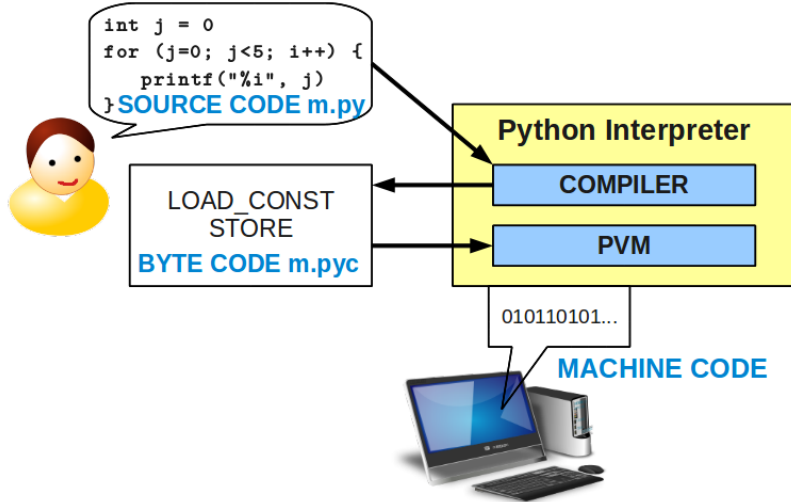 int j = 0
for (j=0; j<5; i++) {
printf("%i", j)
} SOURCE CODE m.py
Python Interpreter
COMPILER
LOAD_CONST
STORE
BYTE CODE m.pyc
PVM
010110101...
MACHINE CODE